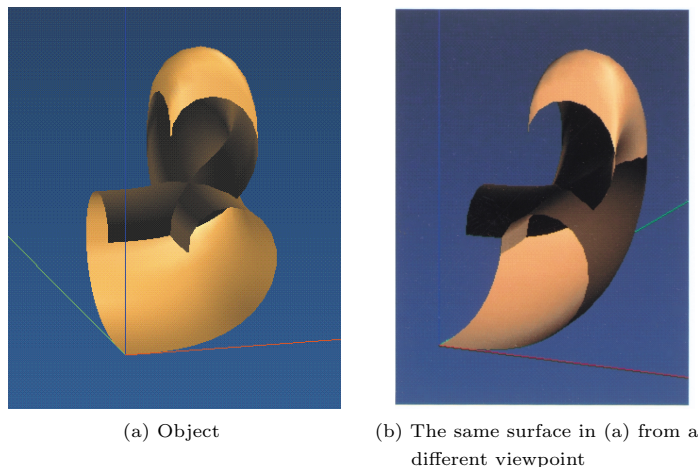 (a) Object
(b) The same surface in (a) from a
different viewpoint